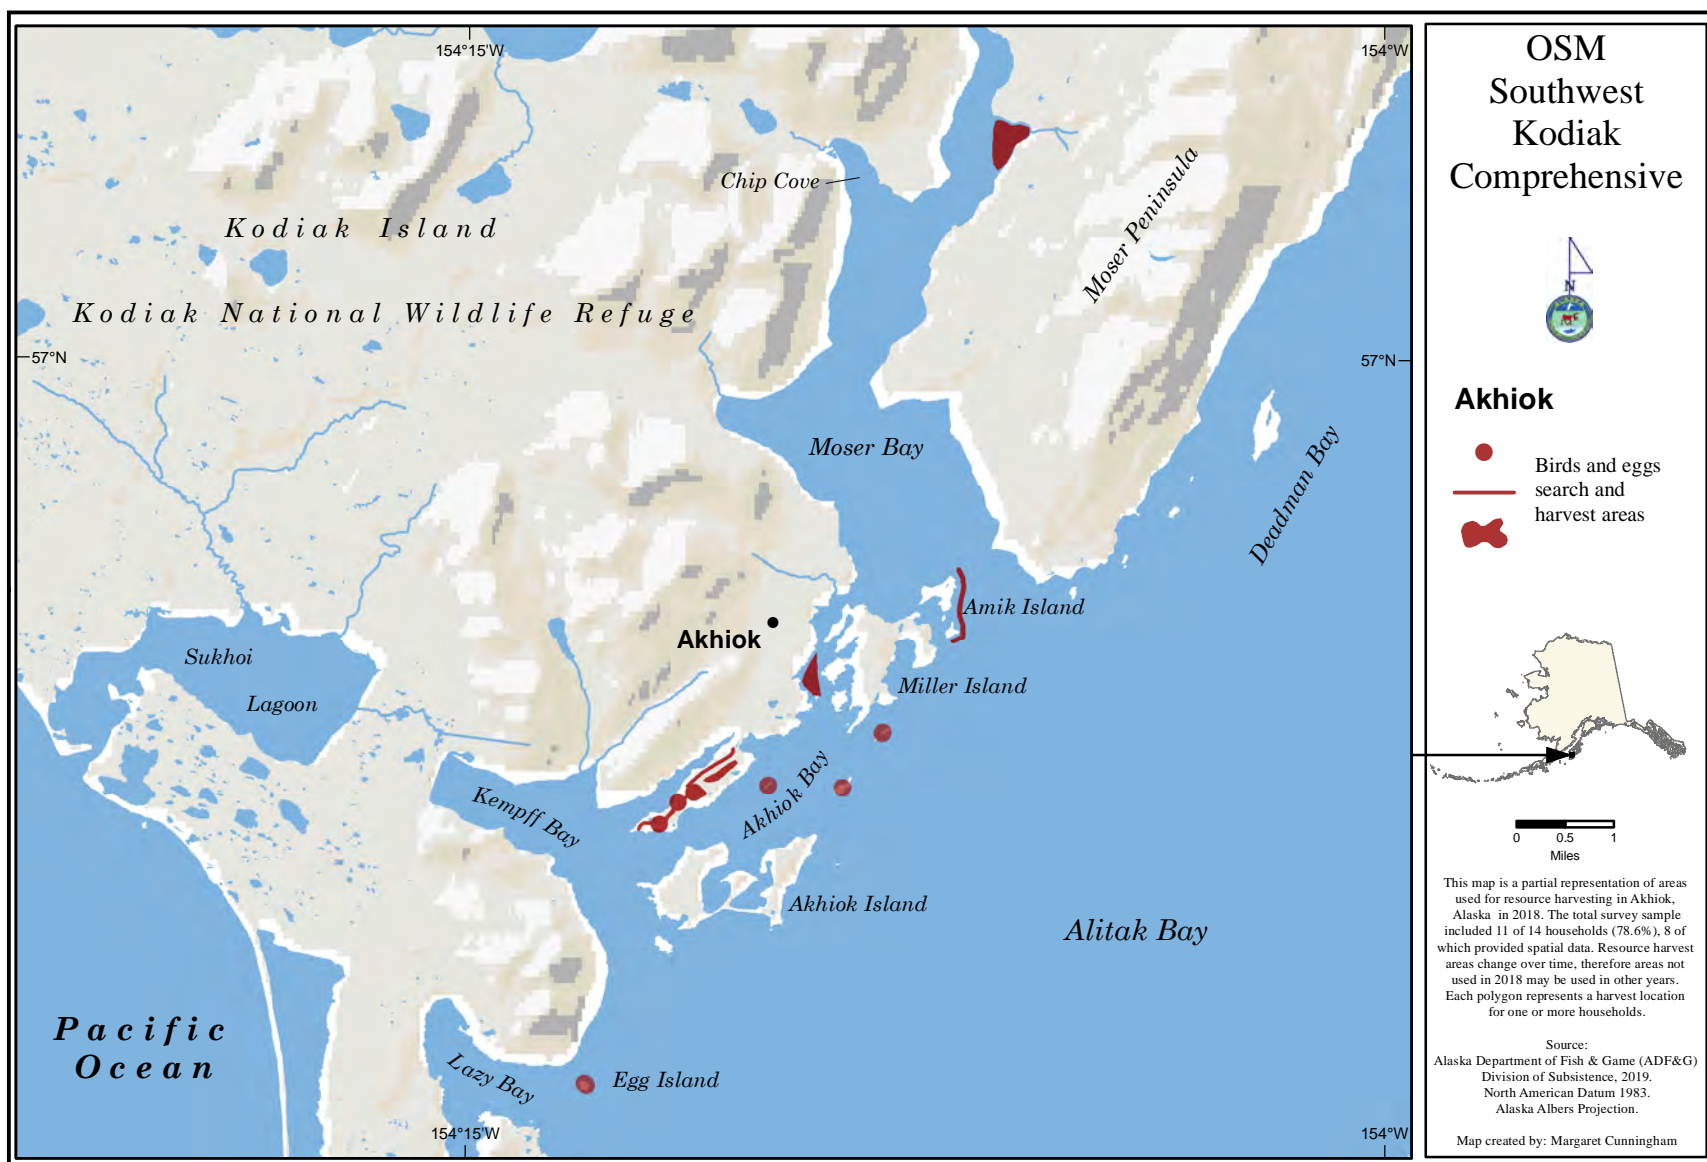 154°15'W
154°W
Chip Cove
Moser Peninsula
Kodiak Island
Kodiak National Wildlife Refuge
57°N
57°N
Moser Bay
Deadman Bay
Amik Island
Akhiok
Sukhoi
Lagoon
Miller Island
Akhiok Bay
Kempff Bay
Akhiok Island
Alitak Bay
Pacific
Ocean
Lazy Bay
Egg Island
154°15'W
154°W
OSM
Southwest
Kodiak
Comprehensive
N
Akhiok
Birds and eggs
search and
harvest areas
0 0.5 1
Miles
This map is a partial representation of areas
used for resource harvesting in Akhiok,
Alaska in 2018. The total survey sample
included 11 of 14 households (78.6%), 8 of
which provided spatial data. Resource harvest
areas change over time, therefore areas not
used in 2018 may be used in other years.
Each polygon represents a harvest location
for one or more households.
Source:
Alaska Department of Fish & Game (ADF&G)
Division of Subsistence, 2019.
North American Datum 1983.
Alaska Albers Projection.
Map created by: Margaret Cunningham